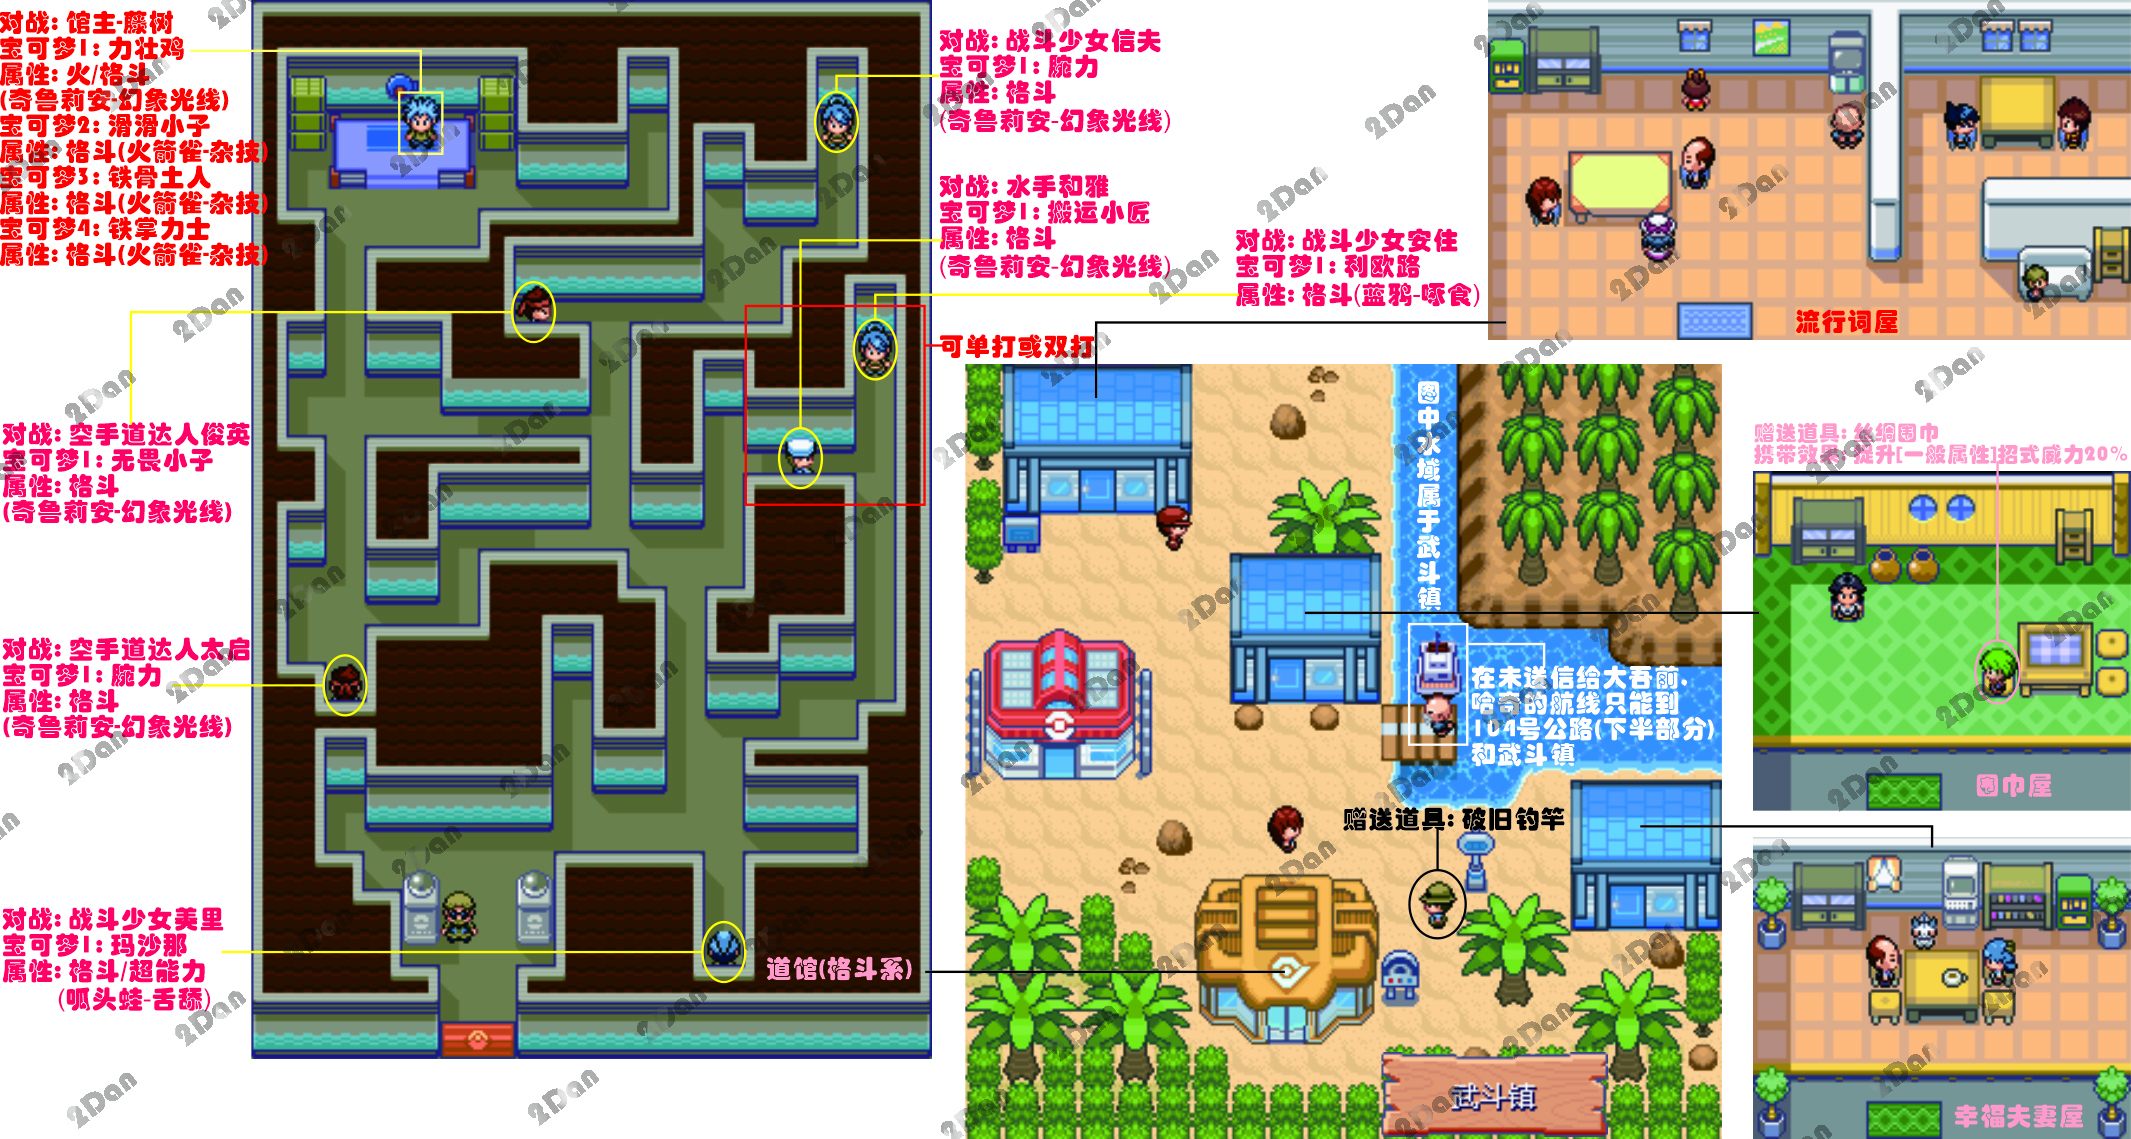 对战: 馆主-藤树
宝可梦1: 力壮鸡
属性: 火/格斗
(奇鲁莉安-幻象光线)
宝可梦2: 滑滑小子
属性: 格斗(火箭雀-杂技)
宝可梦3: 铁骨土人
属性: 格斗(火箭雀-杂技)
宝可梦4: 铁掌力士
属性: 格斗(火箭雀-杂技)
对战: 空手道达人俊英
宝可梦1: 无畏小子
属性: 格斗
(奇鲁莉安-幻象光线)
对战: 空手道达人太启
宝可梦1: 腕力
属性: 格斗
(奇鲁莉安-幻象光线)
对战: 战斗少女美里
宝可梦1: 玛沙那
属性: 格斗/超能力
(呱头蛙-舌舔)
对战: 战斗少女信夫
宝可梦1: 腕力
属性: 格斗
(奇鲁莉安-幻象光线)
对战: 水手和雅
宝可梦1: 搬运小匠
属性: 格斗
(奇鲁莉安-幻象光线)
对战: 战斗少女安住
宝可梦1: 利欧路
属性: 格斗(蓝鸦-啄食)
可单打或双打
流行词屋
图中水域属于武斗镇
在未送信给大吾前,
哈奇的航线只能到
104号公路(下半部分)
和武斗镇
赠送道具: 丝绸围巾
携带效果: 提升[一般属性]招式威力20%
围巾屋
赠送道具: 破旧钓竿
道馆(格斗系)
武斗镇
幸福夫妻屋
2Dan